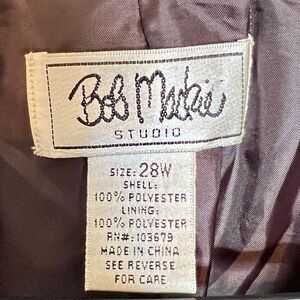 Bob Mackie
STUDIO
SIZE: 28W
SHELL:
100% POLYESTER
LINING:
100% POLYESTER
RN#: 103679
MADE IN CHINA
SEE REVERSE
FOR CARE